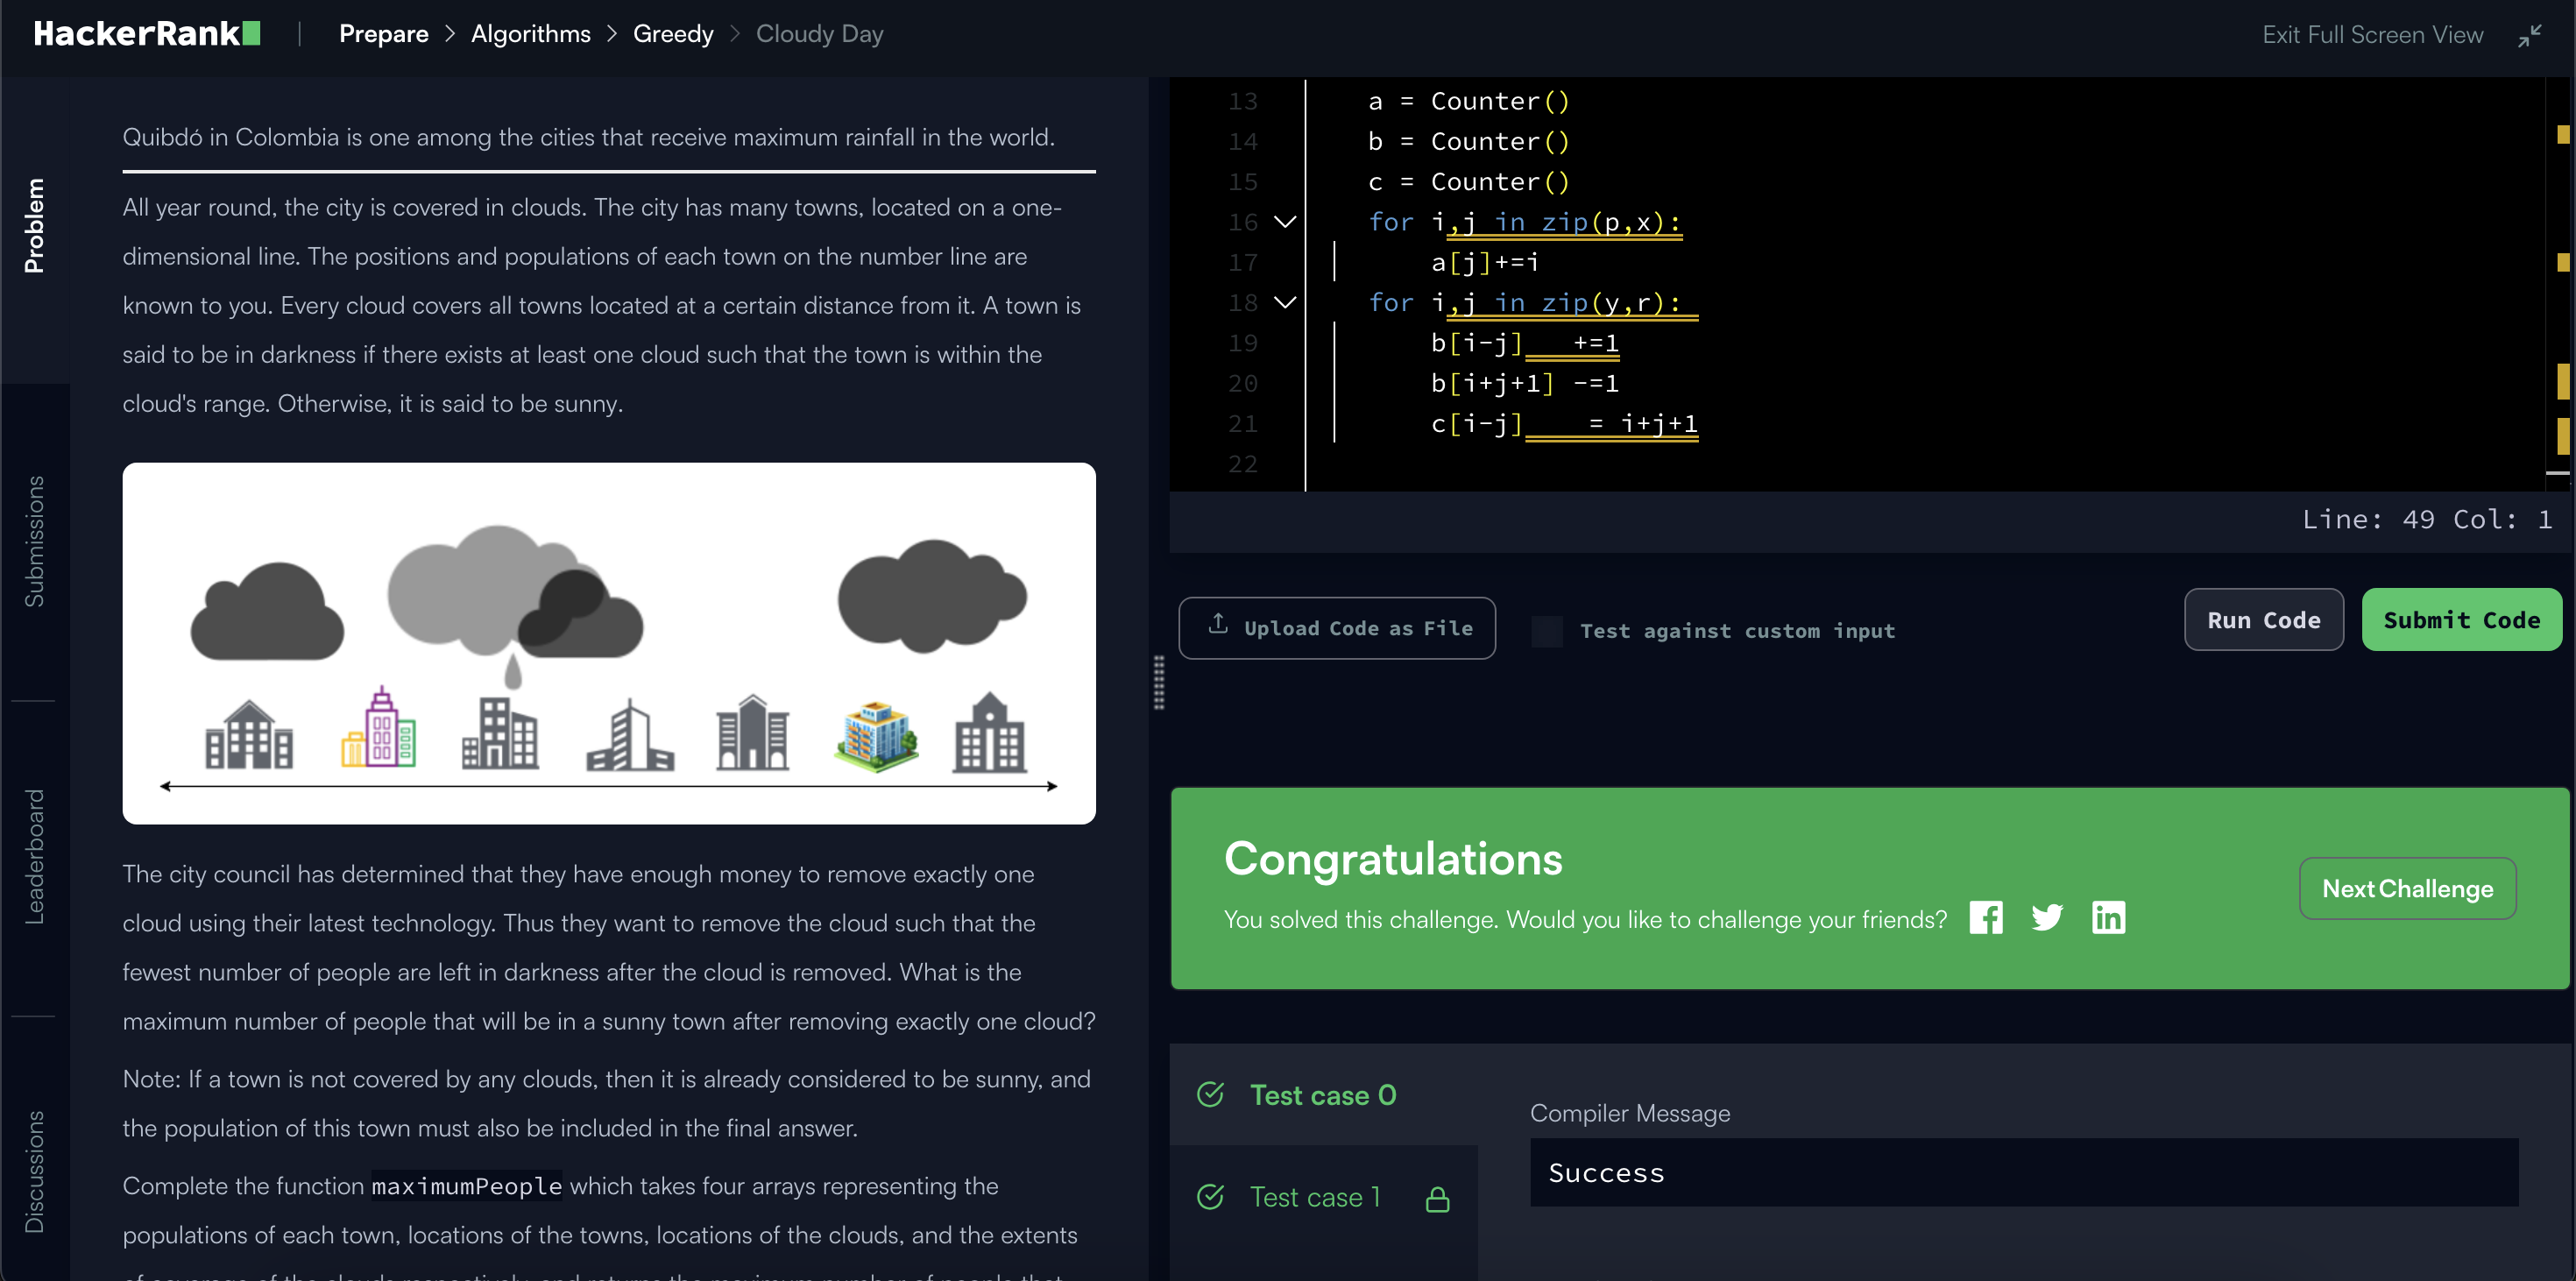 HackerRank | Prepare > Algorithms > Greedy > Cloudy Day
Exit Full Screen View
Problem
Submissions
Leaderboard
Discussions
Quibdó in Colombia is one among the cities that receive maximum rainfall in the world.
All year round, the city is covered in clouds. The city has many towns, located on a one-
dimensional line. The positions and populations of each town on the number line are
known to you. Every cloud covers all towns located at a certain distance from it. A town is
said to be in darkness if there exists at least one cloud such that the town is within the
cloud's range. Otherwise, it is said to be sunny.
The city council has determined that they have enough money to remove exactly one
cloud using their latest technology. Thus they want to remove the cloud such that the
fewest number of people are left in darkness after the cloud is removed. What is the
maximum number of people that will be in a sunny town after removing exactly one cloud?
Note: If a town is not covered by any clouds, then it is already considered to be sunny, and
the population of this town must also be included in the final answer.
Complete the function maximumPeople which takes four arrays representing the
populations of each town, locations of the towns, locations of the clouds, and the extents
of coverage of the clouds respectively, and returns the maximum number of people that
13 a = Counter()
14 b = Counter()
15 c = Counter()
16 for i,j in zip(p,x):
17 a[j]+=i
18 for i,j in zip(y,r):
19 b[i-j]   +=1
20 b[i+j+1] -=1
21 c[i-j]    = i+j+1
22
Line: 49 Col: 1
Upload Code as File
Test against custom input
Run Code
Submit Code
Congratulations
You solved this challenge. Would you like to challenge your friends?
Next Challenge
Test case 0
Test case 1
Compiler Message
Success